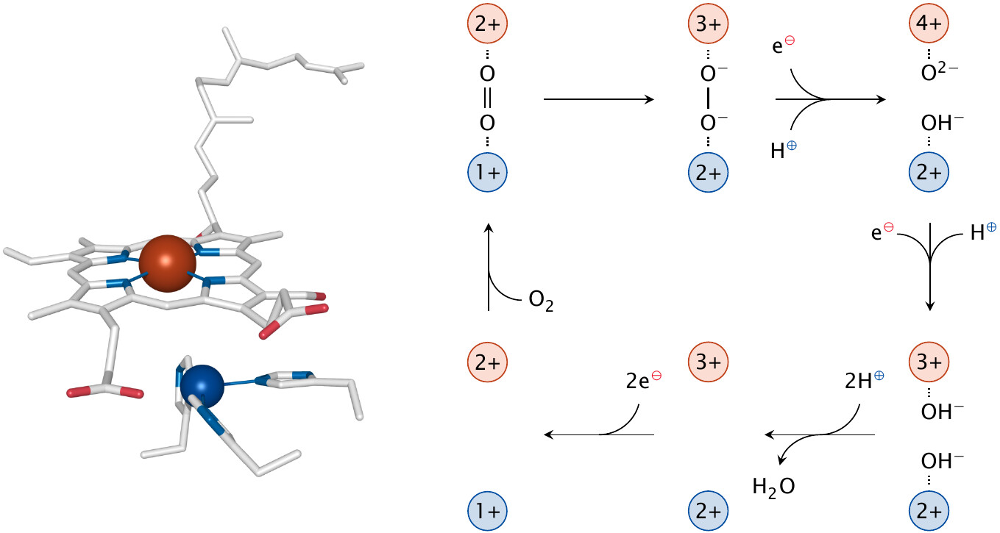 2+
O
O
1+
3+
O⁻
O⁻
2+
e⊖
H⊕
4+
O²⁻
OH⁻
2+
e⊖
H⊕
O₂
2+
1+
2e⊖
3+
2+
2H⊕
H₂O
3+
OH⁻
OH⁻
2+